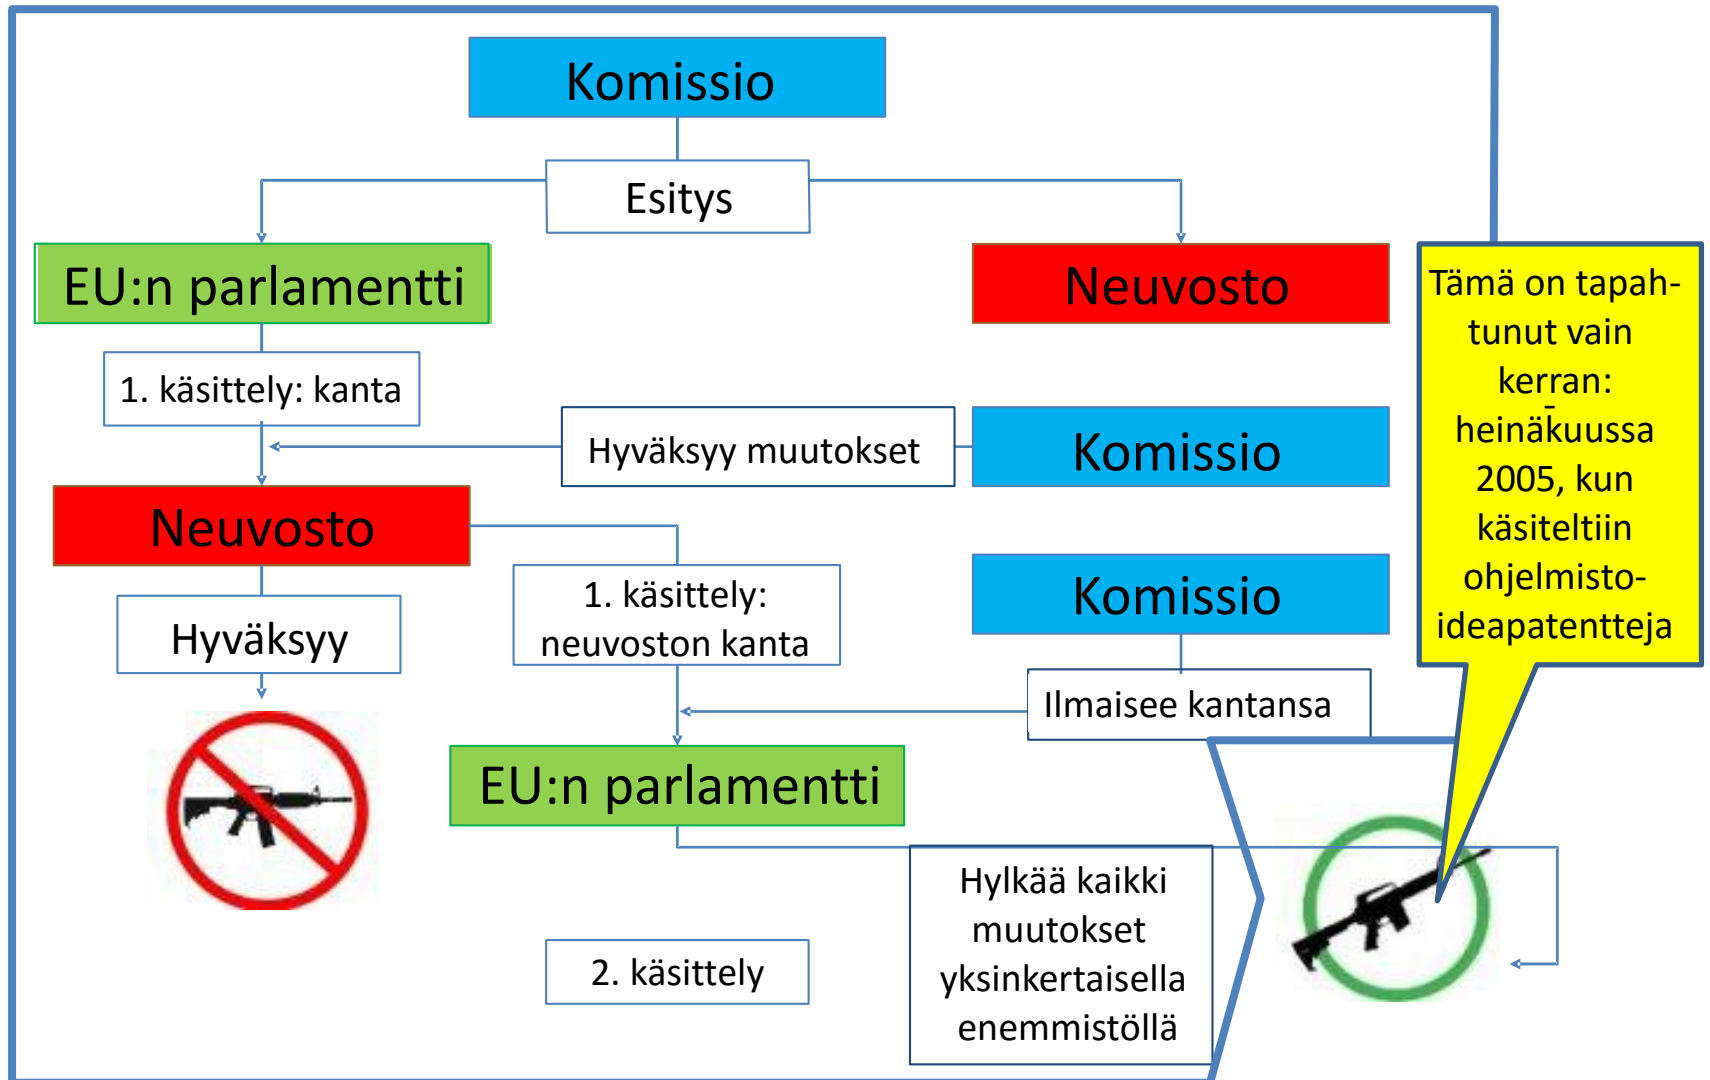 Komissio
Esitys
EU:n parlamentti
Neuvosto
Tämä on tapah-
tunut vain
kerran:
heinäkuussa
2005, kun
käsiteltiin
ohjelmisto-
ideapatentteja
1. käsittely: kanta
Hyväksyy muutokset
Komissio
Neuvosto
1. käsittely:
neuvoston kanta
Komissio
Hyväksyy
Ilmaisee kantansa
EU:n parlamentti
Hylkää kaikki
muutokset
yksinkertaisella
enemmistöllä
2. käsittely